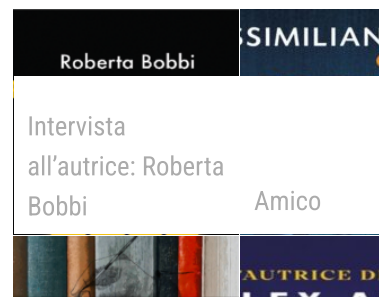 Roberta Bobbi
SSIMILIAN
Intervista
all’autrice: Roberta
Bobbi
Amico
AUTRICE D